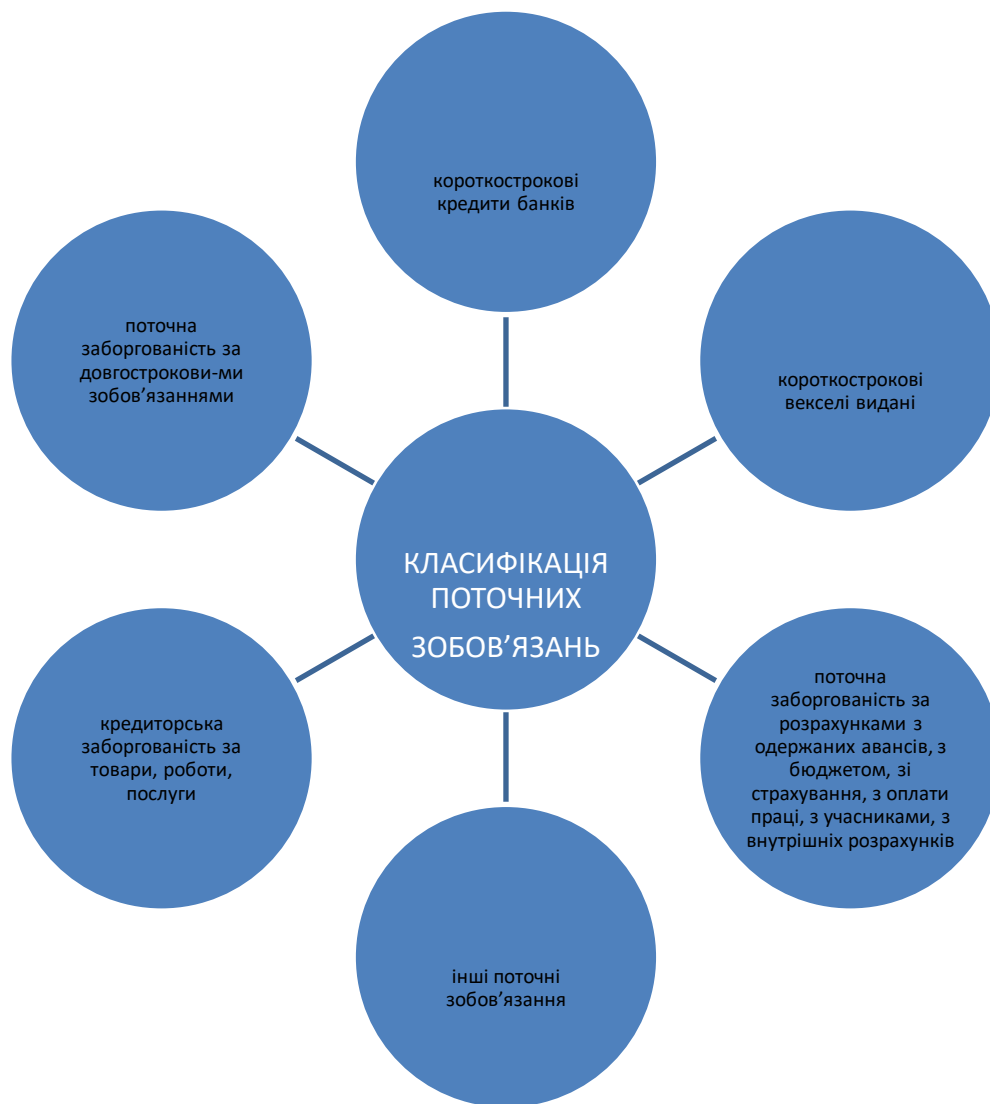 короткострокові
кредити банків
поточна
заборгованість за
довгострокови-ми
зобов’язаннями
короткострокові
векселі видані
КЛАСИФІКАЦІЯ
ПОТОЧНИХ
ЗОБОВ’ЯЗАНЬ
кредиторська
заборгованість за
товари, роботи,
послуги
поточна
заборгованість за
розрахунками з
одержаних авансів, з
бюджетом, зі
страхування, з оплати
праці, з учасниками, з
внутрішніх розрахунків
інші поточні
зобов’язання